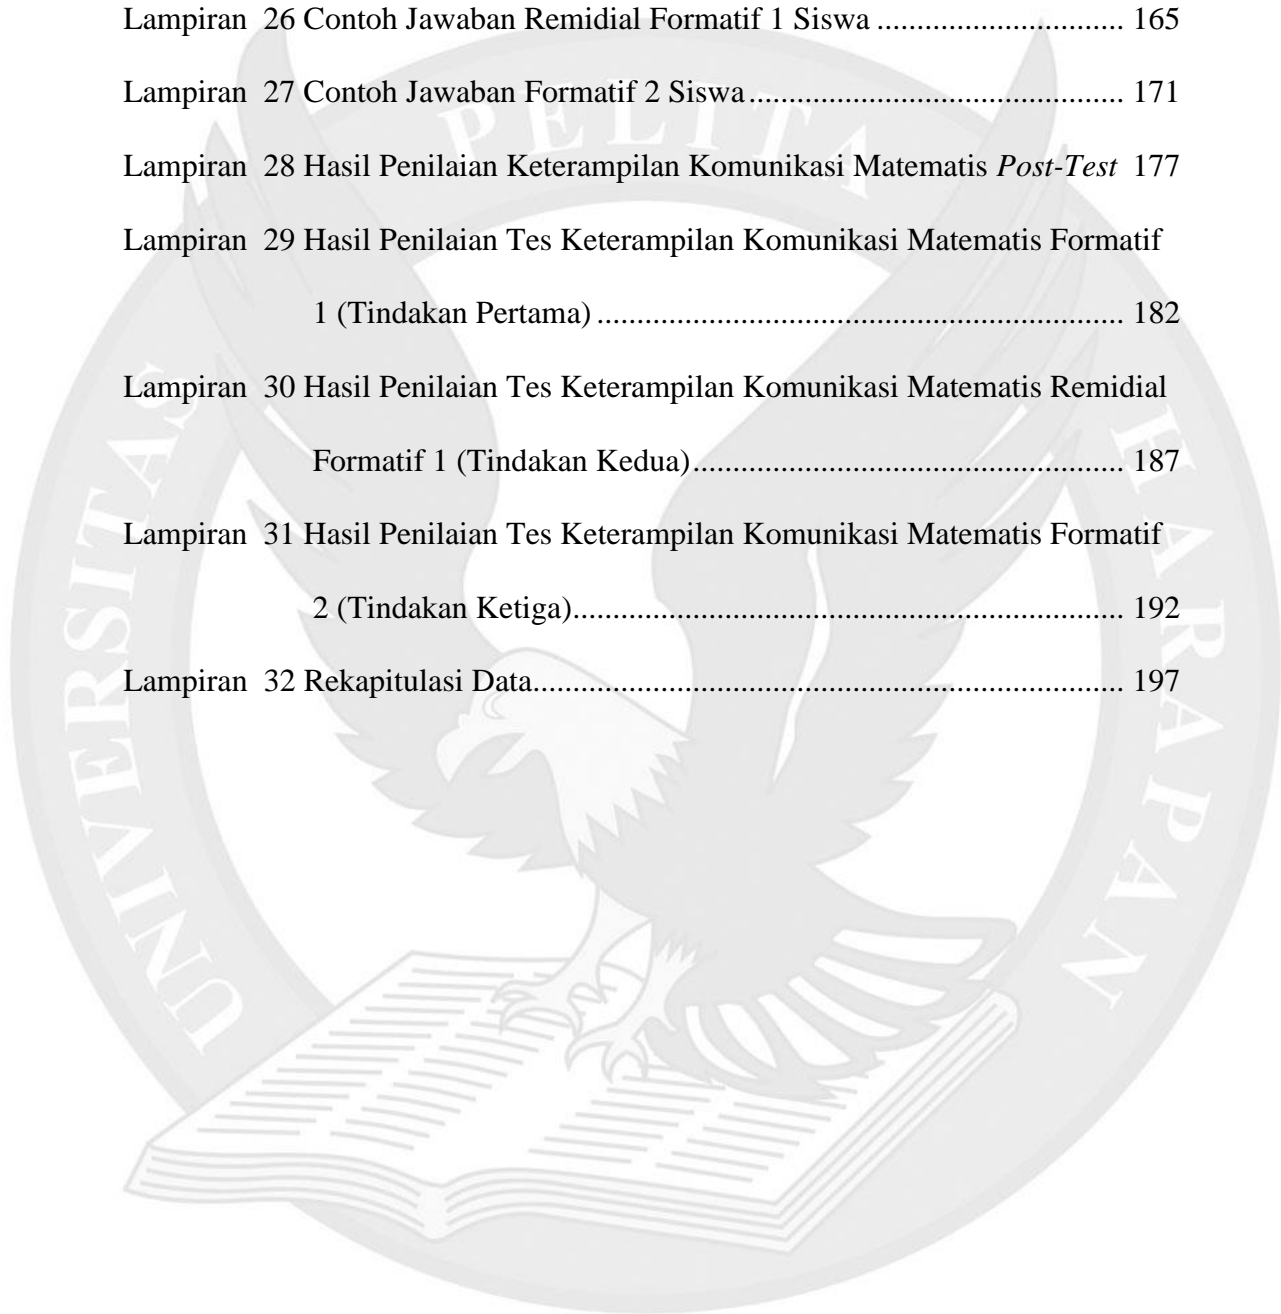 Lampiran 26 Contoh Jawaban Remidial Formatif 1 Siswa ............................... 165
Lampiran 27 Contoh Jawaban Formatif 2 Siswa ............................................... 171
Lampiran 28 Hasil Penilaian Keterampilan Komunikasi Matematis Post-Test 177
Lampiran 29 Hasil Penilaian Tes Keterampilan Komunikasi Matematis Formatif
1 (Tindakan Pertama) .................................................................. 182
Lampiran 30 Hasil Penilaian Tes Keterampilan Komunikasi Matematis Remidial
Formatif 1 (Tindakan Kedua) ...................................................... 187
Lampiran 31 Hasil Penilaian Tes Keterampilan Komunikasi Matematis Formatif
2 (Tindakan Ketiga) ..................................................................... 192
Lampiran 32 Rekapitulasi Data .......................................................................... 197
UNIVERSITAS PELITA HARAPAN